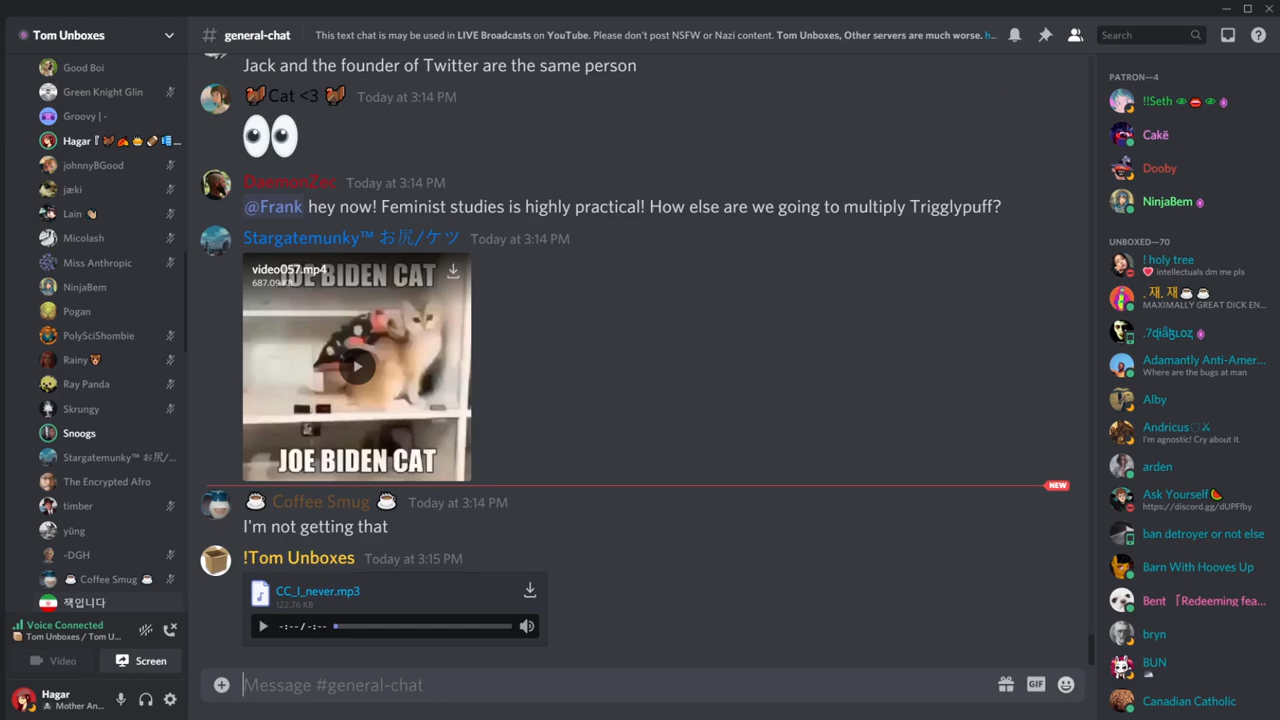 Tom Unboxes
Good Boi
Green Knight Glin
Groovy | -
Hagar
johnnyBGood
jæki
Lain
Micolash
Miss Anthropic
NinjaBem
Pogan
PolySciShombie
Rainy
Ray Panda
Skrungy
Snoogs
Stargatemunky™ お尻/...
The Encrypted Afro
timber
yüng
-DGH
Coffee Smug
잭입니다
Voice Connected
Tom Unboxes / Tom U...
Video
Screen
Hagar
Mother An...
# general-chat
This text chat is may be used in LIVE Broadcasts on YouTube. Please don't post NSFW or Nazi content. Tom Unboxes, Other servers are much worse. h...
Search
Jack and the founder of Twitter are the same person
Cat <3 Today at 3:14 PM
DaemonZec Today at 3:14 PM
@Frank hey now! Feminist studies is highly practical! How else are we going to multiply Trigglypuff?
Stargatemunky™ お尻/ケツ Today at 3:14 PM
video057.mp4
JOE BIDEN CAT
JOE BIDEN CAT
NEW
Coffee Smug Today at 3:14 PM
I'm not getting that
!Tom Unboxes Today at 3:15 PM
CC_I_never.mp3
122.76 KB
-:--/-:--
Message #general-chat
GIF
PATRON—4
!!Seth
Cakē
Dooby
NinjaBem
UNBOXED—70
! holy tree
intellectuals dm me pls
. 재. 재
MAXIMALLY GREAT DICK EN...
Adamantly Anti-Amer...
Where are the bugs at man
Alby
Andricus
I'm agnostic! Cry about it.
arden
Ask Yourself
https://discord.gg/dUPFfby
ban detroyer or not else
Barn With Hooves Up
Bent 「Redeeming fea...
bryn
BUN
Canadian Catholic